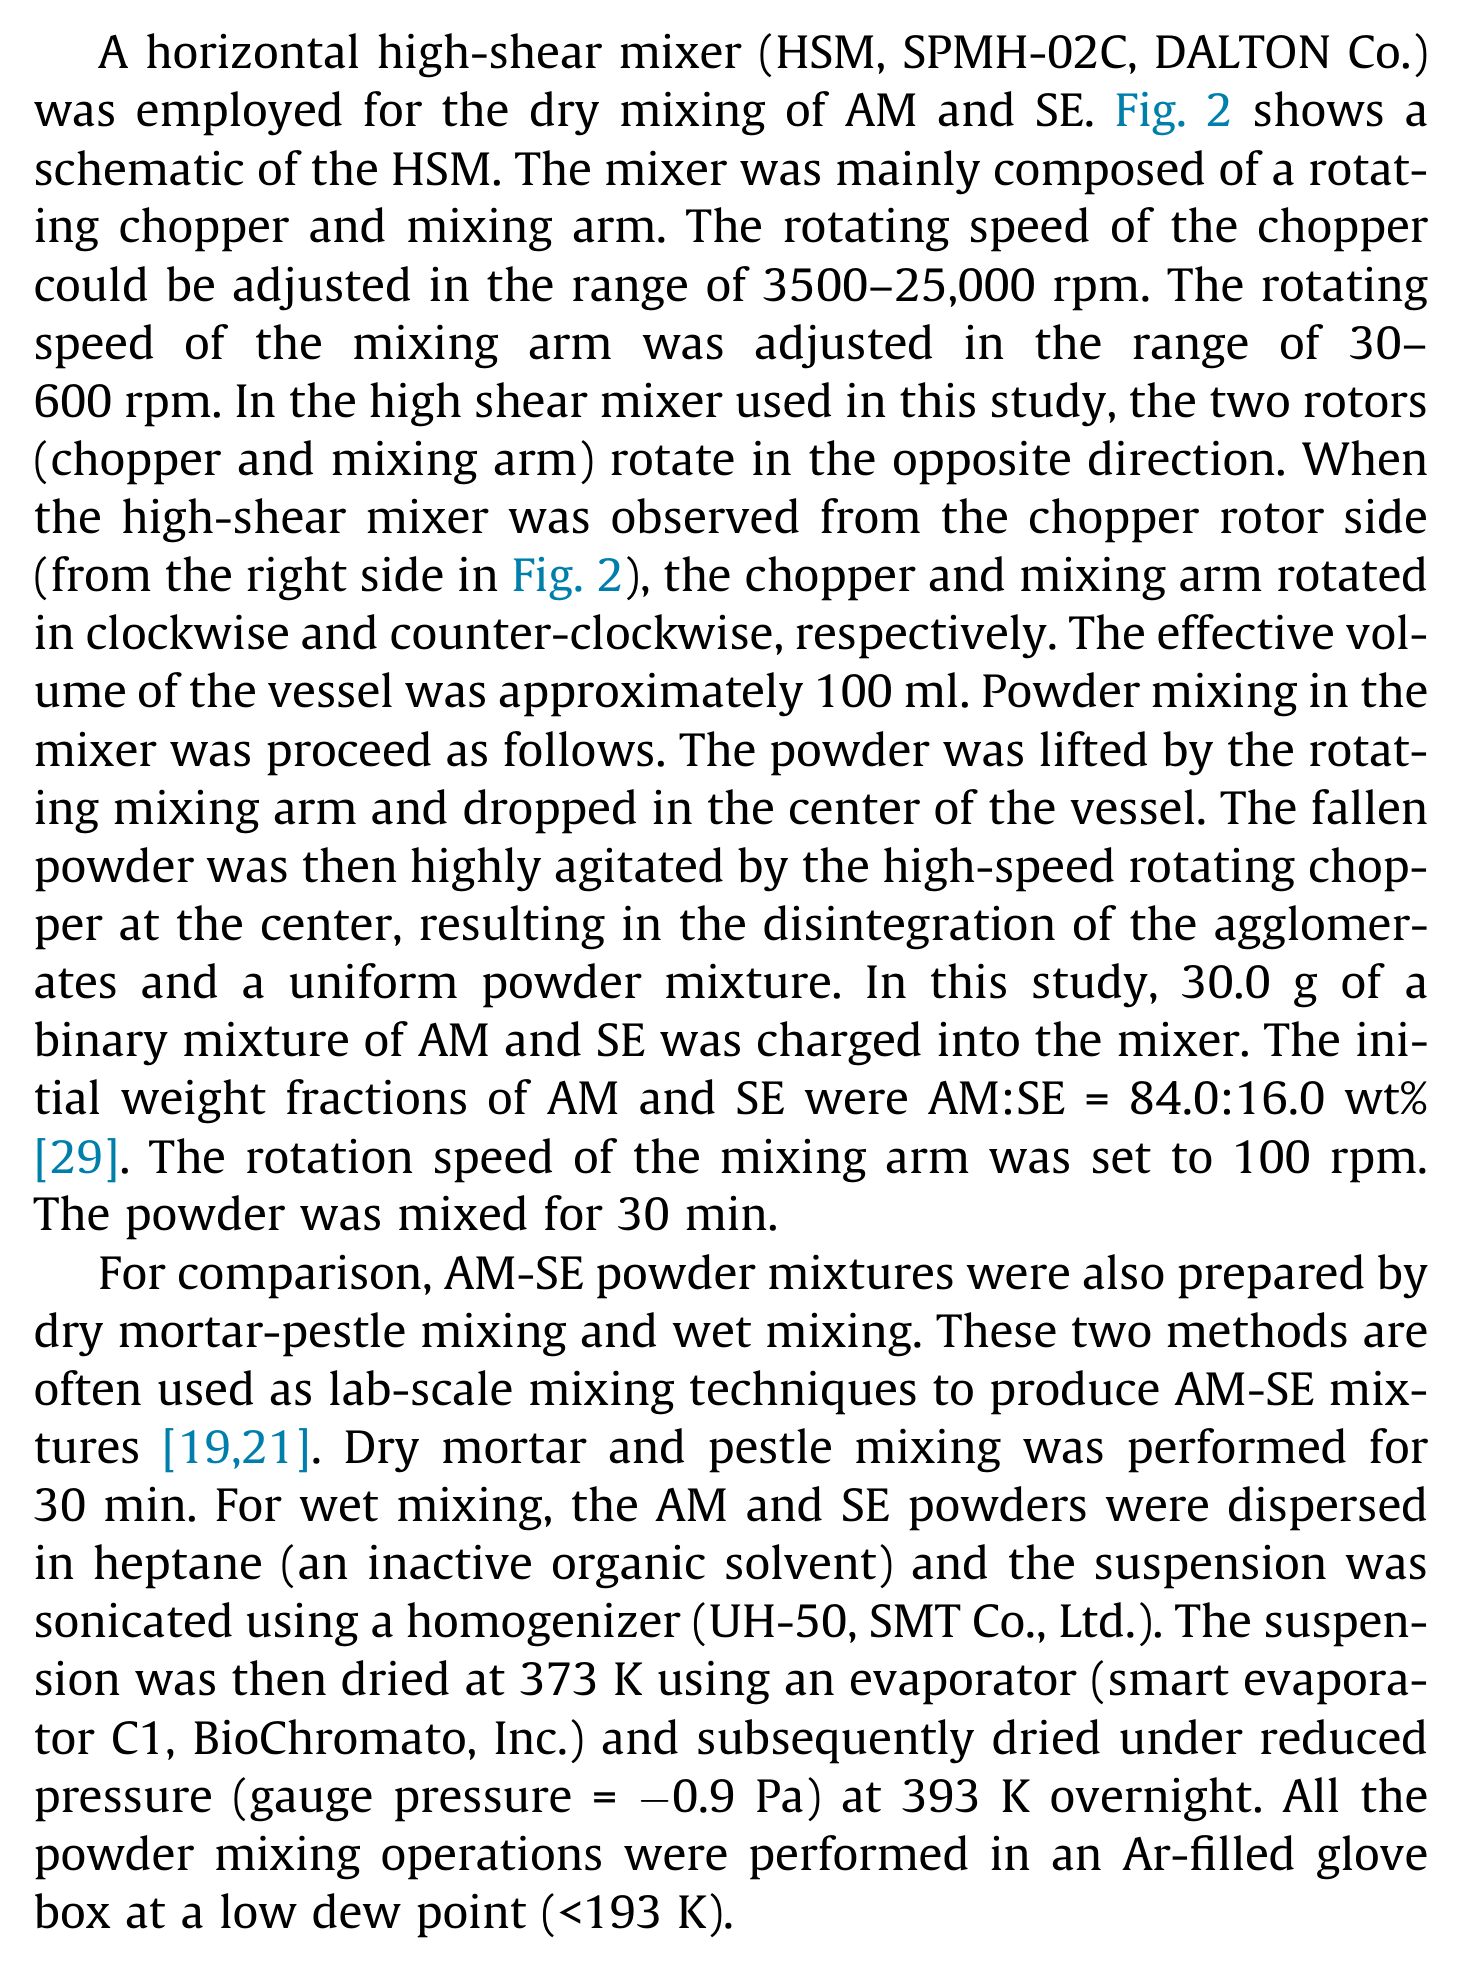 A horizontal high-shear mixer (HSM, SPMH-02C, DALTON Co.)
was employed for the dry mixing of AM and SE. Fig. 2 shows a
schematic of the HSM. The mixer was mainly composed of a rotat-
ing chopper and mixing arm. The rotating speed of the chopper
could be adjusted in the range of 3500–25,000 rpm. The rotating
speed of the mixing arm was adjusted in the range of 30–
600 rpm. In the high shear mixer used in this study, the two rotors
(chopper and mixing arm) rotate in the opposite direction. When
the high-shear mixer was observed from the chopper rotor side
(from the right side in Fig. 2), the chopper and mixing arm rotated
in clockwise and counter-clockwise, respectively. The effective vol-
ume of the vessel was approximately 100 ml. Powder mixing in the
mixer was proceed as follows. The powder was lifted by the rotat-
ing mixing arm and dropped in the center of the vessel. The fallen
powder was then highly agitated by the high-speed rotating chop-
per at the center, resulting in the disintegration of the agglomer-
ates and a uniform powder mixture. In this study, 30.0 g of a
binary mixture of AM and SE was charged into the mixer. The ini-
tial weight fractions of AM and SE were AM:SE = 84.0:16.0 wt%
[29]. The rotation speed of the mixing arm was set to 100 rpm.
The powder was mixed for 30 min.
For comparison, AM-SE powder mixtures were also prepared by
dry mortar-pestle mixing and wet mixing. These two methods are
often used as lab-scale mixing techniques to produce AM-SE mix-
tures [19,21]. Dry mortar and pestle mixing was performed for
30 min. For wet mixing, the AM and SE powders were dispersed
in heptane (an inactive organic solvent) and the suspension was
sonicated using a homogenizer (UH-50, SMT Co., Ltd.). The suspen-
sion was then dried at 373 K using an evaporator (smart evapora-
tor C1, BioChromato, Inc.) and subsequently dried under reduced
pressure (gauge pressure = −0.9 Pa) at 393 K overnight. All the
powder mixing operations were performed in an Ar-filled glove
box at a low dew point (<193 K).